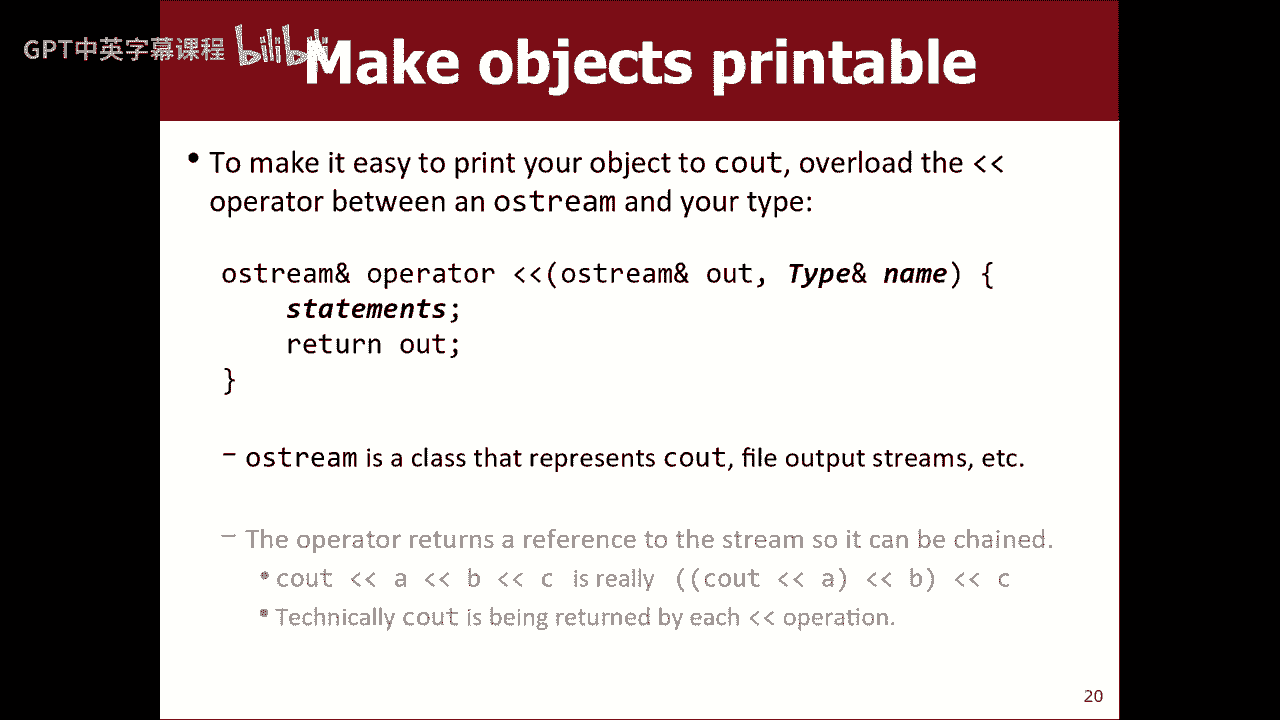 GPT中英字幕课程 bilibili
Make objects printable
• To make it easy to print your object to cout, overload the <<
operator between an ostream and your type:
ostream& operator <<(ostream& out, Type& name) {
statements;
return out;
}
– ostream is a class that represents cout, file output streams, etc.
– The operator returns a reference to the stream so it can be chained.
• cout << a << b << c is really ((cout << a) << b) << c
• Technically cout is being returned by each << operation.
20